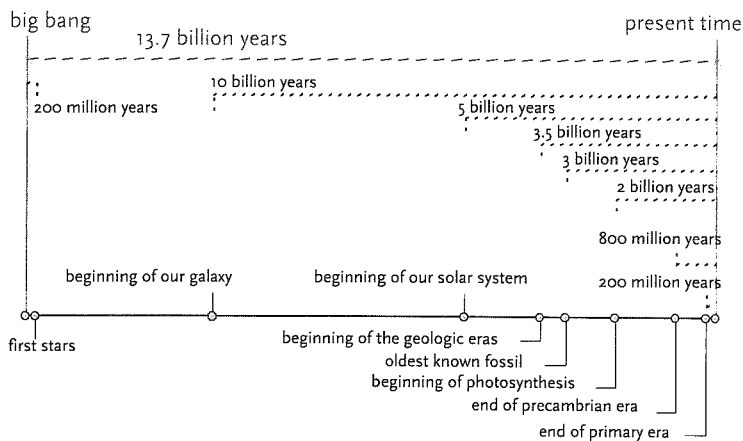 big bang
present time
13.7 billion years
10 billion years
200 million years
5 billion years
3.5 billion years
3 billion years
2 billion years
800 million years
200 million years
beginning of our galaxy
beginning of our solar system
first stars
beginning of the geologic eras
oldest known fossil
beginning of photosynthesis
end of precambrian era
end of primary era